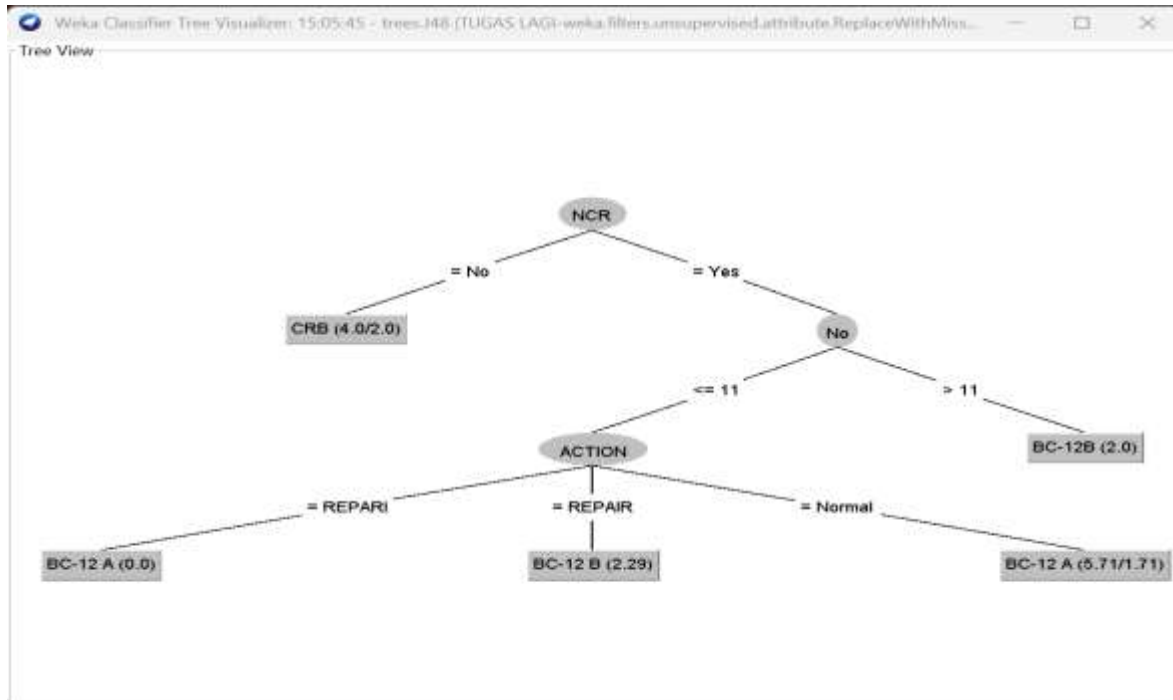 Weka Classifier Tree Visualizer: 15:05:45 - trees.J48 (TUGAS LAGI-weka.filters.unsupervised.attribute.ReplaceWithMiss...
Tree View
NCR
= No
= Yes
CRB (4.0/2.0)
No
<= 11
> 11
ACTION
BC-12B (2.0)
= REPARI
= REPAIR
= Normal
BC-12 A (0.0)
BC-12 B (2.29)
BC-12 A (5.71/1.71)